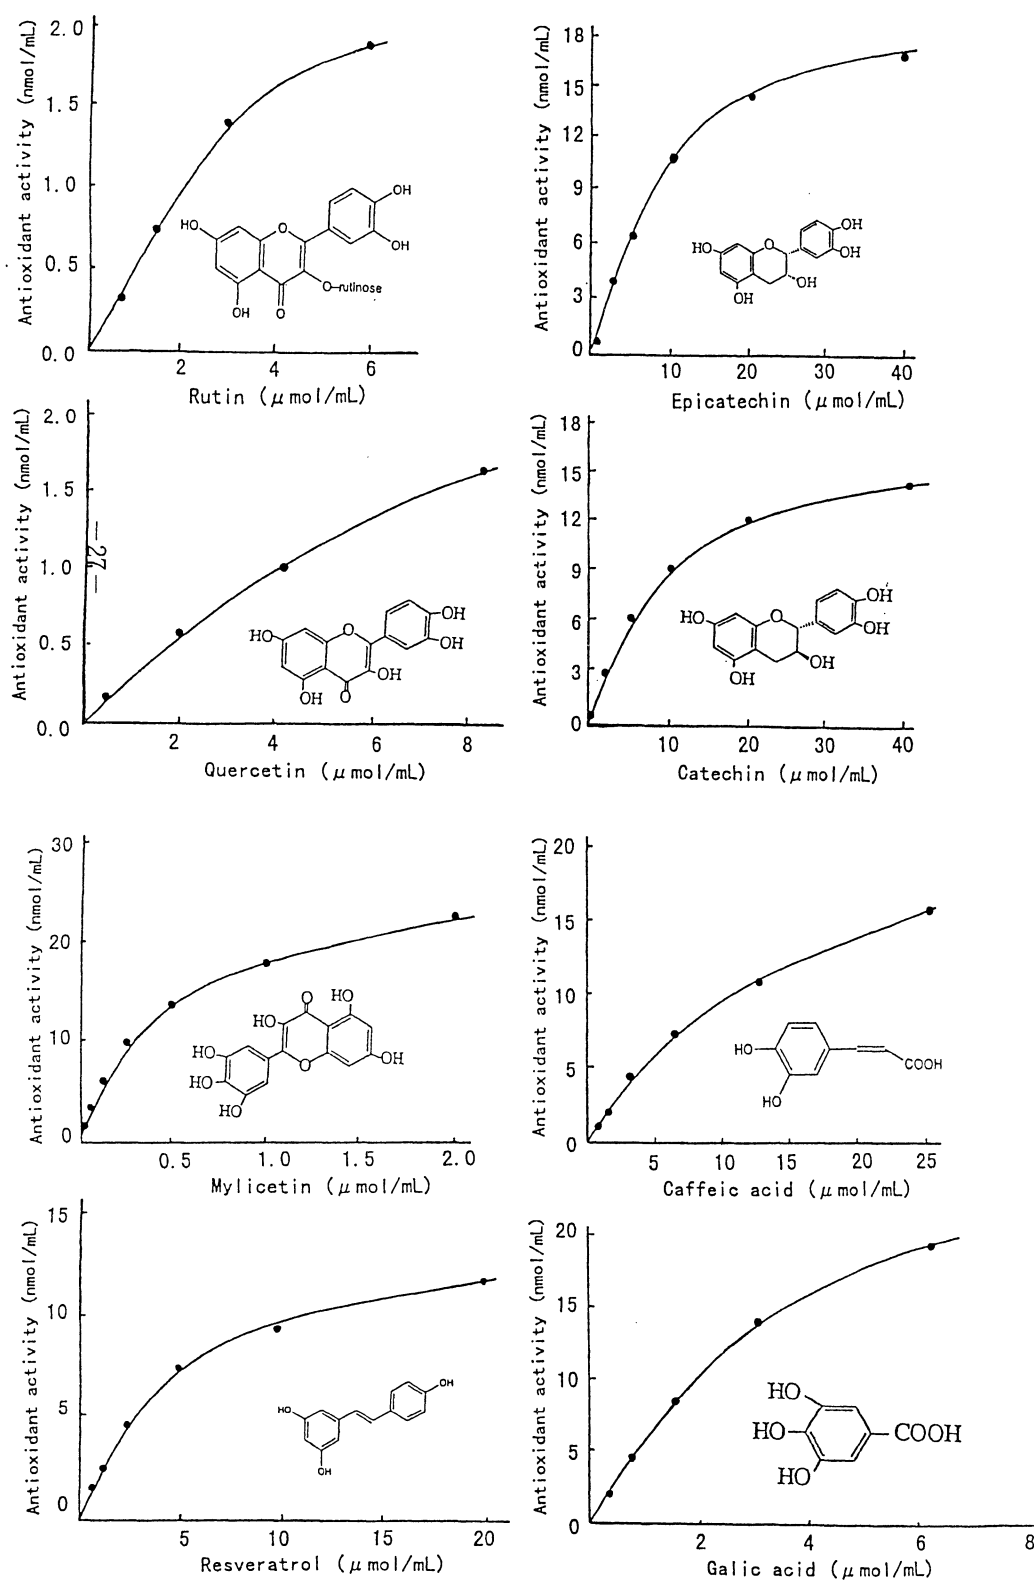 Antioxidant activity (nmol/mL)
2.0
1.5
1.0
0.5
0.0
HO
O
OH
OH
O-rutinose
OH
O
2
4
6
Rutin (μmol/mL)
Antioxidant activity (nmol/mL)
18
15
12
9
6
3
0
HO
O
OH
OH
OH
OH
10
20
30
40
Epicatechin (μmol/mL)
Antioxidant activity (nmol/mL)
2.0
1.5
1.0
0.5
0.0
—27—
HO
O
OH
OH
OH
OH
O
2
4
6
8
Quercetin (μmol/mL)
Antioxidant activity (nmol/mL)
18
15
12
9
6
3
0
HO
O
OH
OH
OH
OH
10
20
30
40
Catechin (μmol/mL)
Antioxidant activity (nmol/mL)
30
20
10
0
O
HO
HO
HO
HO
O
OH
HO
0.5
1.0
1.5
2.0
Mylicetin (μmol/mL)
Antioxidant activity (nmol/mL)
20
15
10
5
0
HO
HO
COOH
5
10
15
20
25
Caffeic acid (μmol/mL)
Antioxidant activity (nmol/mL)
15
10
5
0
HO
OH
OH
5
10
15
20
Resveratrol (μmol/mL)
Antioxidant activity (nmol/mL)
20
15
10
5
0
HO
HO
COOH
HO
2
4
6
8
Galic acid (μmol/mL)